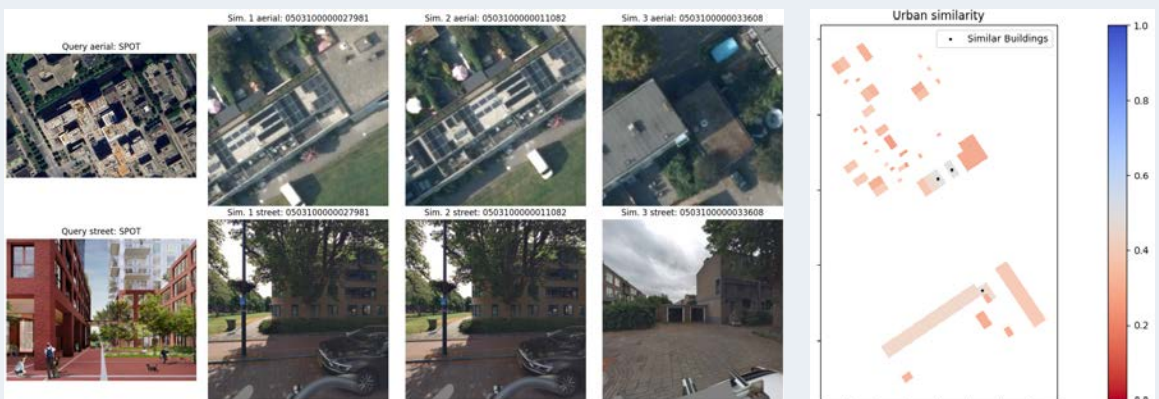 Query aerial: SPOT
Sim. 1 aerial: 0503100000027981
Sim. 2 aerial: 0503100000011082
Sim. 3 aerial: 0503100000033608
Query street: SPOT
Sim. 1 street: 0503100000027981
Sim. 2 street: 0503100000011082
Sim. 3 street: 0503100000033608
Urban similarity
Similar Buildings
1.0
0.8
0.6
0.4
0.2
0.0